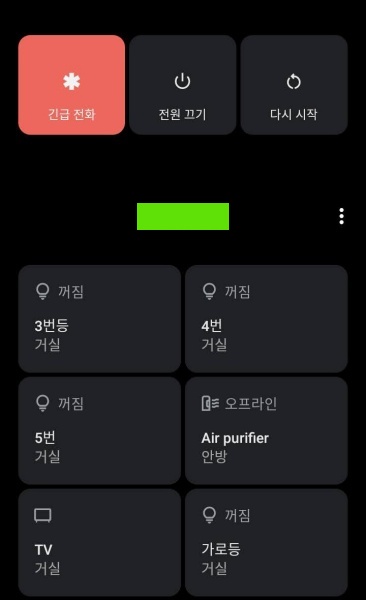 긴급 전화
전원 끄기
다시 시작
꺼짐
3번등
거실
꺼짐
4번
거실
꺼짐
5번
거실
오프라인
Air purifier
안방
TV
거실
꺼짐
가로등
거실